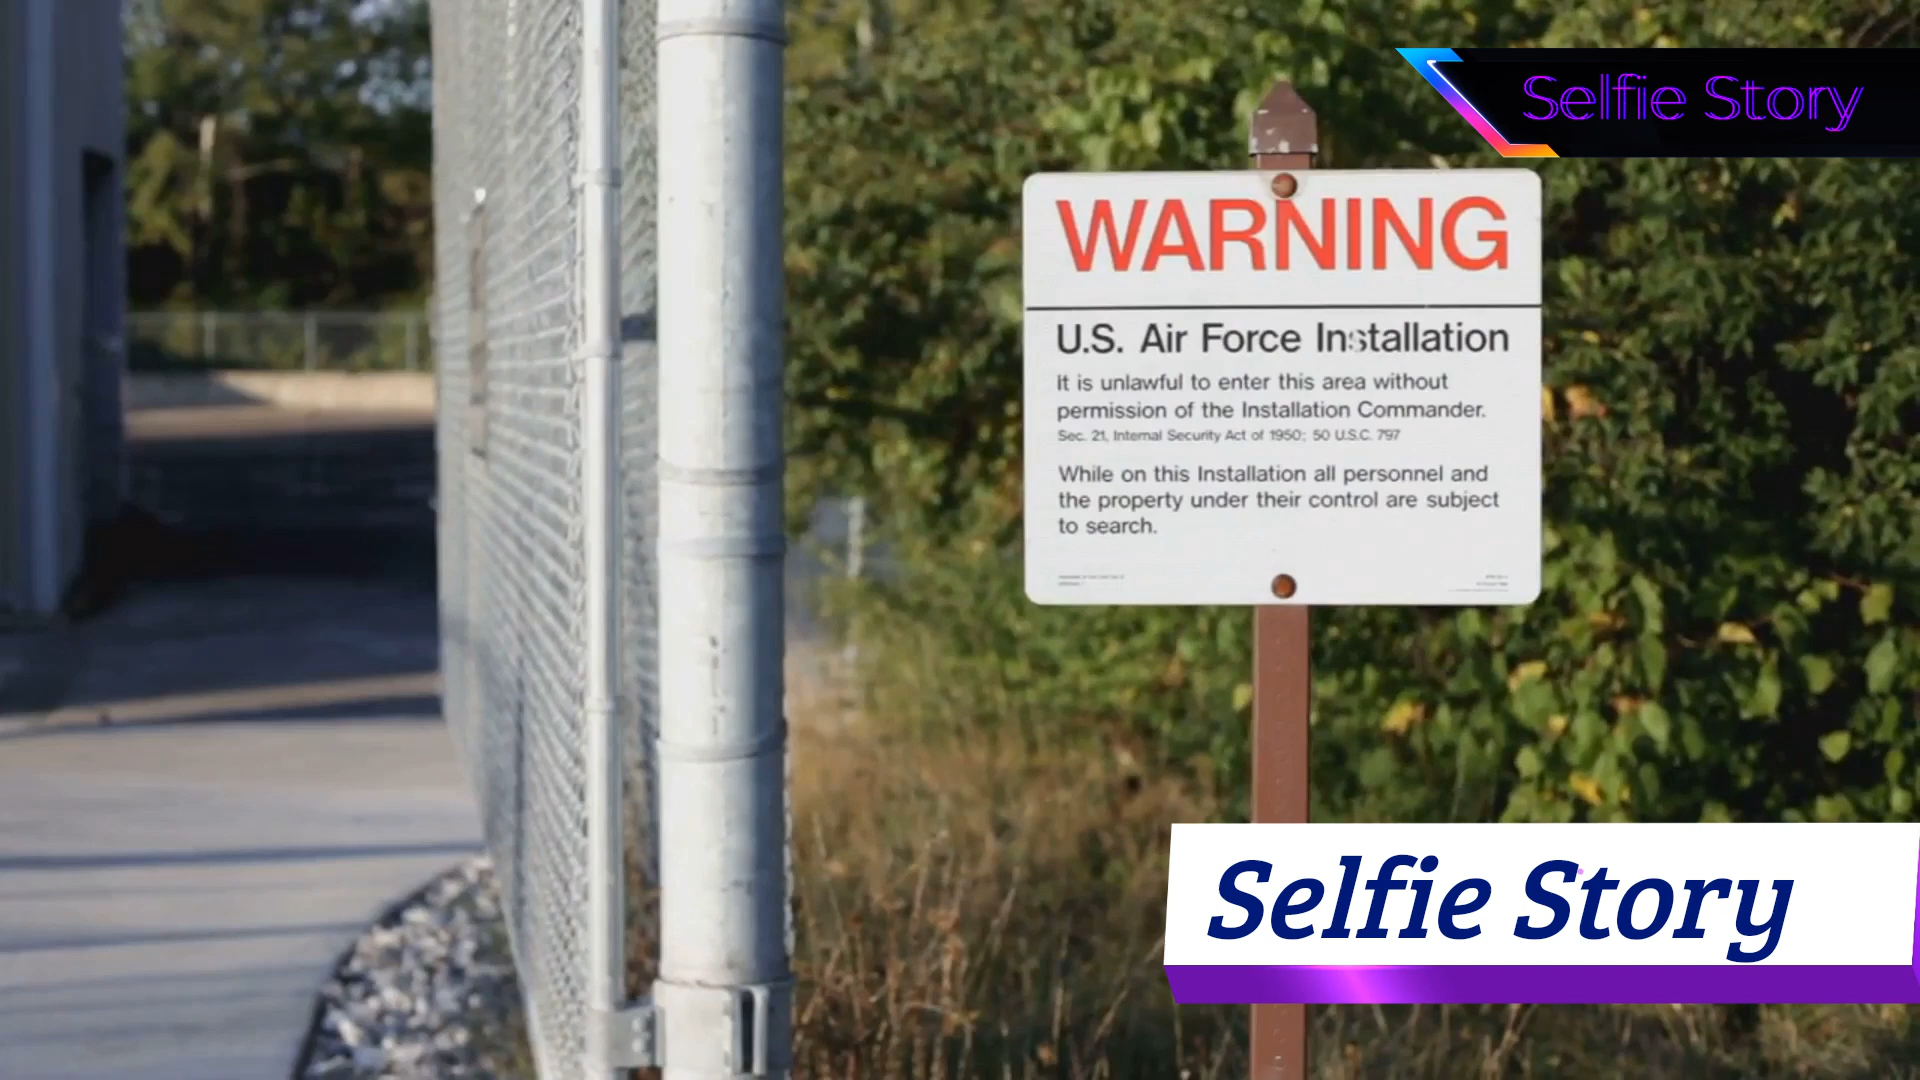 Selfie Story
WARNING
U.S. Air Force Installation
It is unlawful to enter this area without
permission of the Installation Commander.
Sec. 21, Internal Security Act of 1950; 50 U.S.C. 797
While on this Installation all personnel and
the property under their control are subject
to search.
Selfie Story